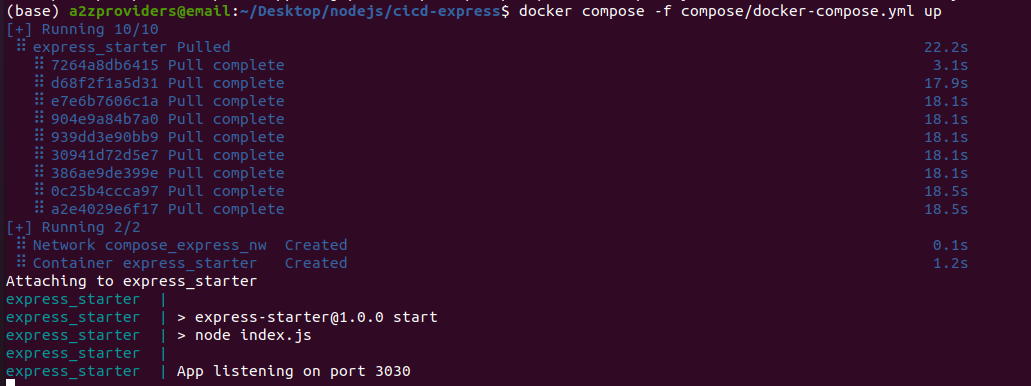 (base) a2zproviders@email:~/Desktop/nodejs/cicd-express$ docker compose -f compose/docker-compose.yml up
[+] Running 10/10
⠿ express_starter Pulled 22.2s
⠿ 7264a8db6415 Pull complete 3.1s
⠿ d68f2f1a5d31 Pull complete 17.9s
⠿ e7e6b7606c1a Pull complete 18.1s
⠿ 904e9a84b7a0 Pull complete 18.1s
⠿ 939dd3e90bb9 Pull complete 18.1s
⠿ 30941d72d5e7 Pull complete 18.1s
⠿ 386ae9de399e Pull complete 18.1s
⠿ 0c25b4ccca97 Pull complete 18.5s
⠿ a2e4029e6f17 Pull complete 18.5s
[+] Running 2/2
⠿ Network compose_express_nw Created 0.1s
⠿ Container express_starter Created 1.2s
Attaching to express_starter
express_starter |
express_starter | > express-starter@1.0.0 start
express_starter | > node index.js
express_starter |
express_starter | App listening on port 3030